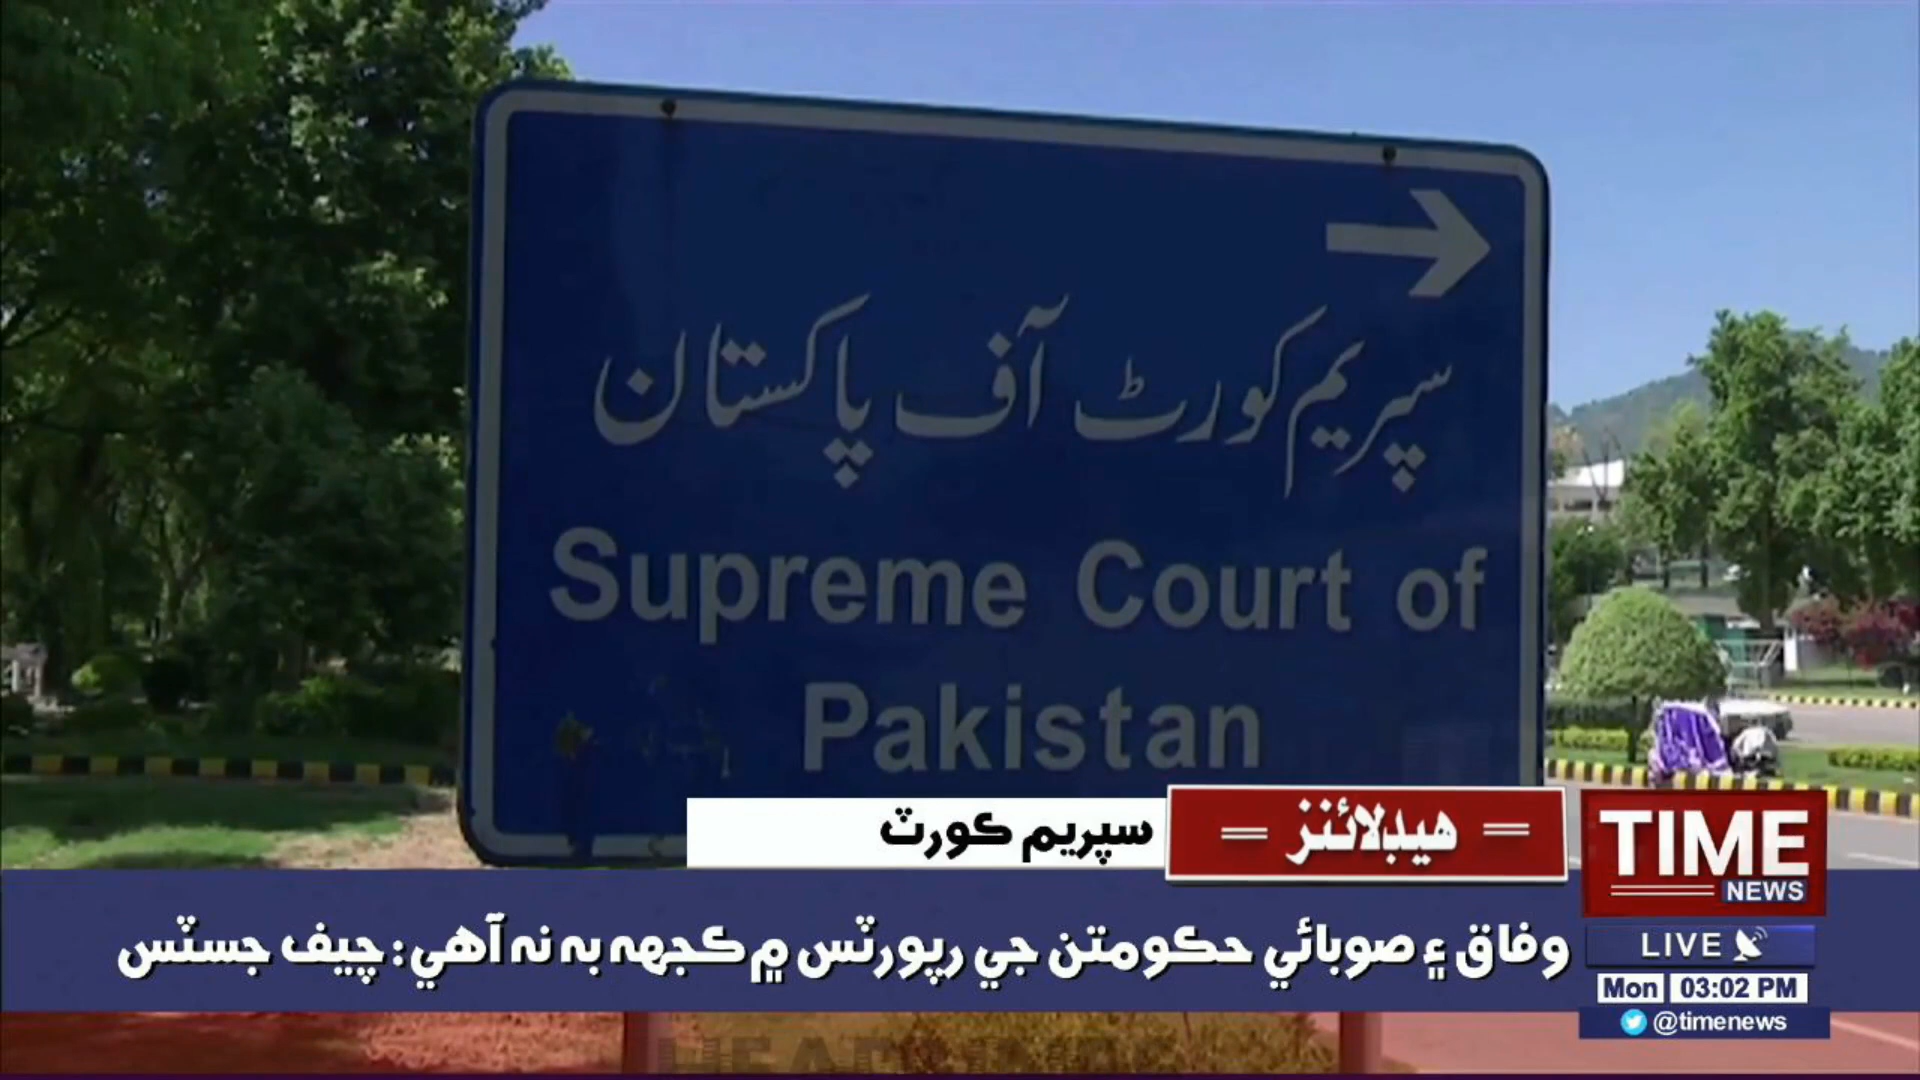 سپریم کورٹ آف پاکستان
Supreme Court of
Pakistan
سپريم ڪورٽ
هيڊلائنز
وفاق ۽ صوبائي حڪومتن جي رپورٽس ۾ ڪجهه به نه آهي: چيف جسٽس
TIME
NEWS
LIVE
Mon 03:02 PM
@timenews